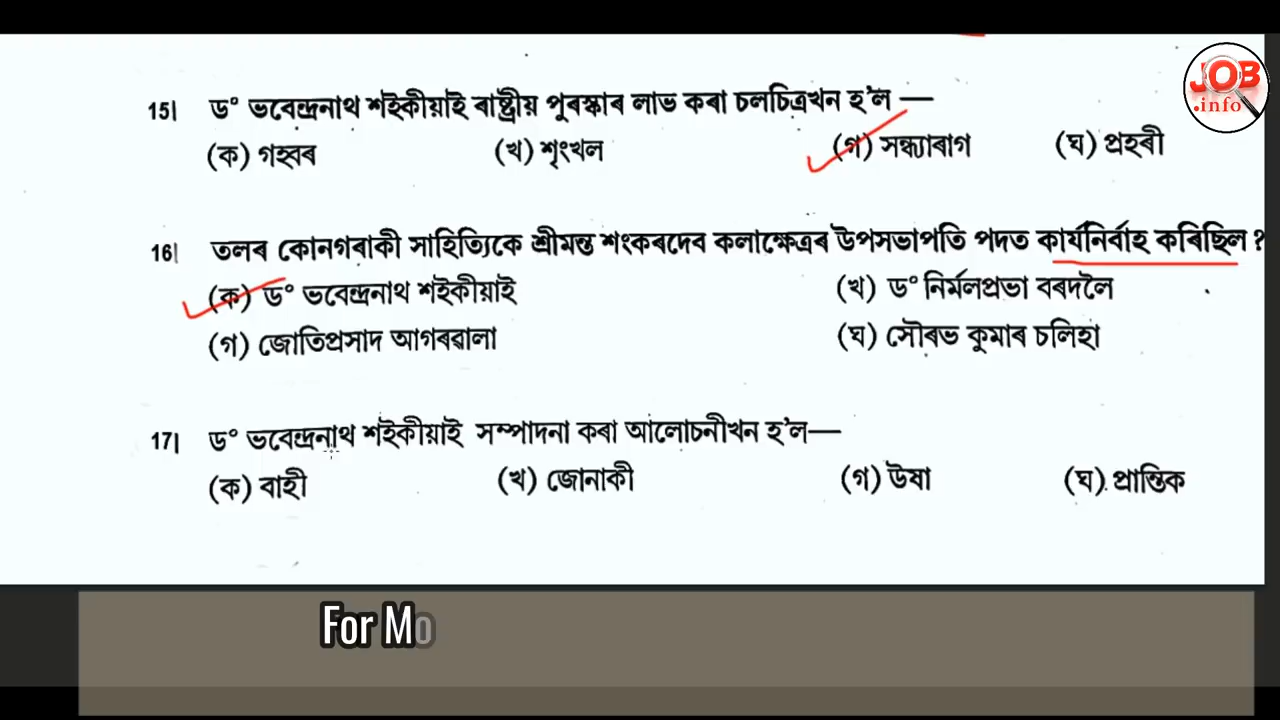 JOB
.info
15। ড° ভবেন্দ্ৰনাথ শইকীয়াই ৰাষ্ট্ৰীয় পুৰস্কাৰ লাভ কৰা চলচিত্ৰখন হ'ল —
(ক) গহ্বৰ (খ) শৃংখল (গ) সন্ধ্যাৰাগ (ঘ) প্ৰহৰী
16। তলৰ কোনগৰাকী সাহিত্যিকে শ্ৰীমন্ত শংকৰদেব কলাক্ষেত্ৰৰ উপসভাপতি পদত কাৰ্যনিৰ্বাহ কৰিছিল ?
(ক) ড° ভবেন্দ্ৰনাথ শইকীয়াই (খ) ড° নিৰ্মলপ্ৰভা বৰদলৈ
(গ) জোতিপ্ৰসাদ আগৰৱালা (ঘ) সৌৰভ কুমাৰ চলিহা
17। ড° ভবেন্দ্ৰনাথ শইকীয়াই সম্পাদনা কৰা আলোচনীখন হ'ল—
(ক) বাহী (খ) জোনাকী (গ) উষা (ঘ) প্ৰান্তিক
For Mo